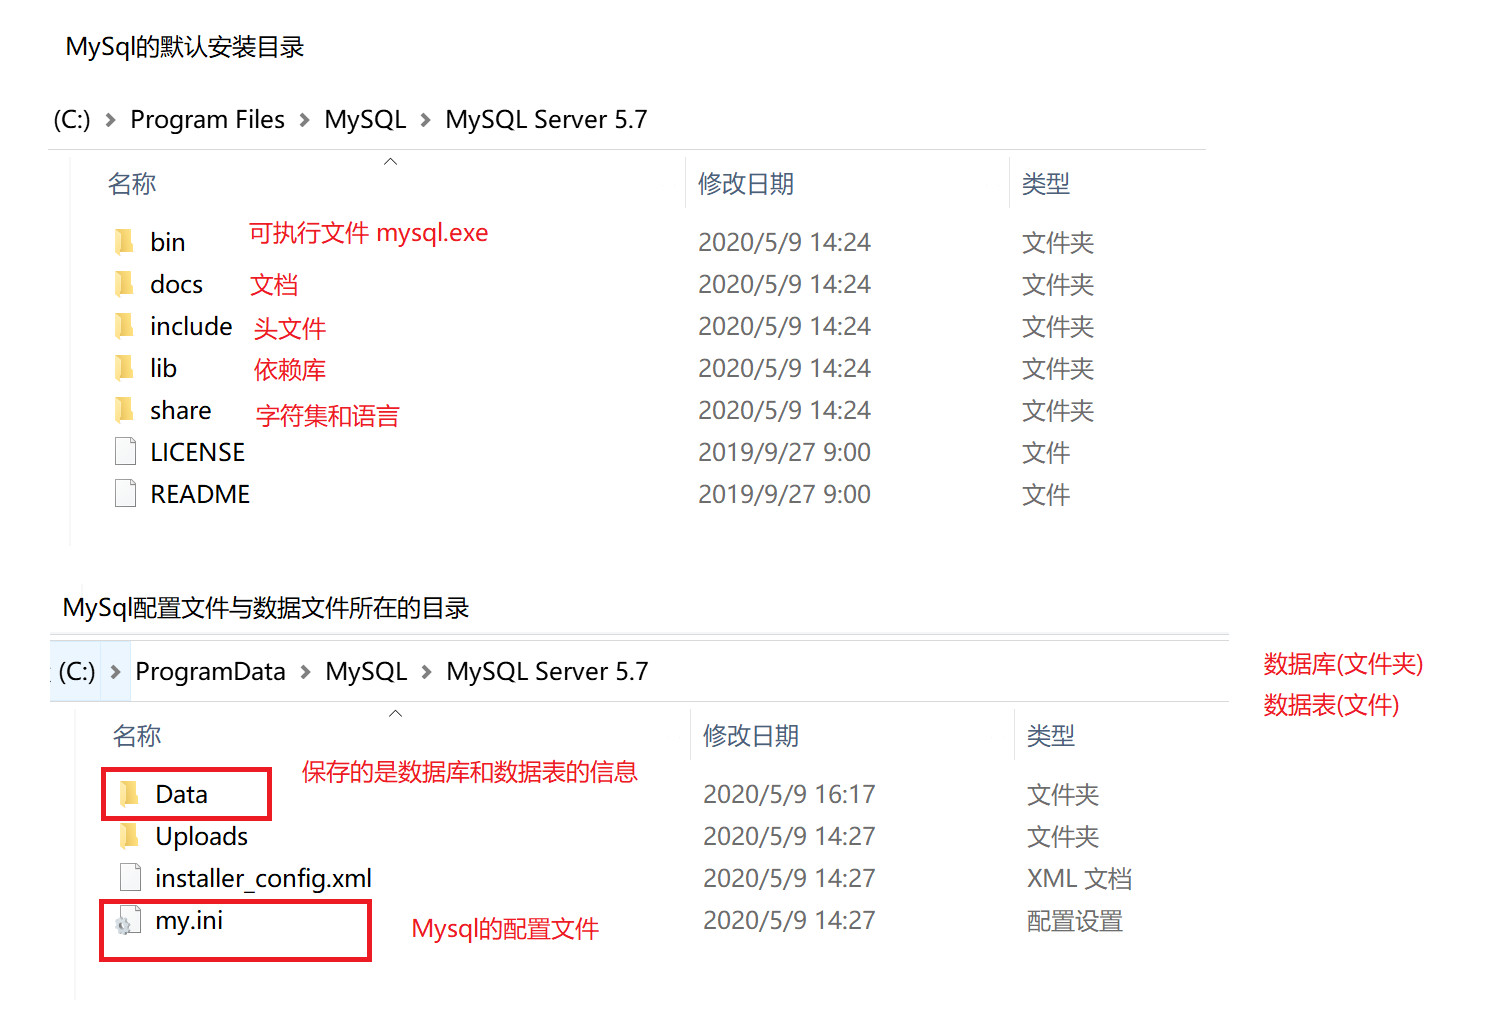 MySql的默认安装目录
(C:) > Program Files > MySQL > MySQL Server 5.7
名称 修改日期 类型
bin 可执行文件 mysql.exe 2020/5/9 14:24 文件夹
docs 文档 2020/5/9 14:24 文件夹
include 头文件 2020/5/9 14:24 文件夹
lib 依赖库 2020/5/9 14:24 文件夹
share 字符集和语言 2020/5/9 14:24 文件夹
LICENSE 2019/9/27 9:00 文件
README 2019/9/27 9:00 文件
MySql配置文件与数据文件所在的目录
(C:) > ProgramData > MySQL > MySQL Server 5.7
数据库(文件夹)
数据表(文件)
名称 修改日期 类型
Data 保存的是数据库和数据表的信息 2020/5/9 16:17 文件夹
Uploads 2020/5/9 14:27 文件夹
installer_config.xml 2020/5/9 14:27 XML 文档
my.ini Mysql的配置文件 2020/5/9 14:27 配置设置